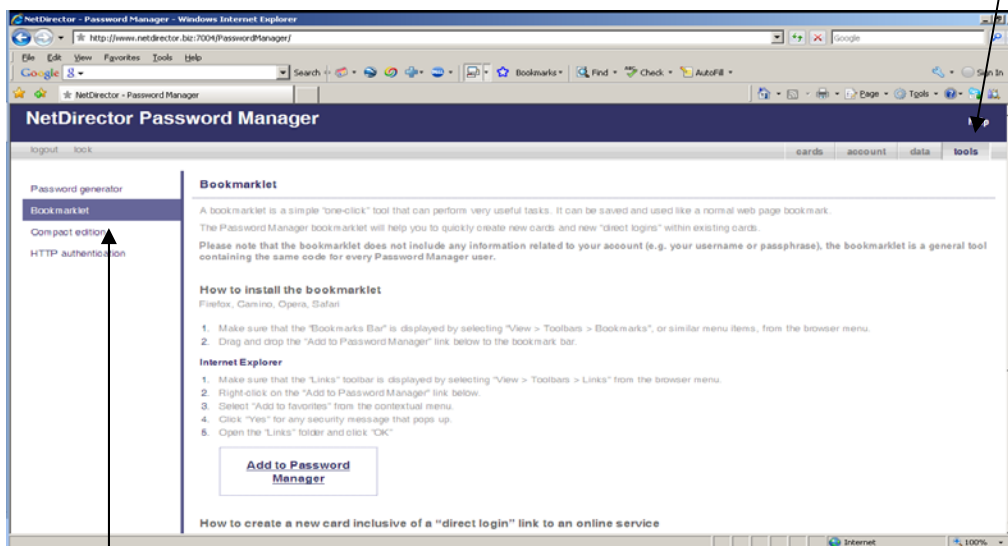 NetDirector - Password Manager - Windows Internet Explorer
http://www.netdirector.biz:7004/PasswordManager/
Google
File Edit View Favorites Tools Help
Google Search Bookmarks Find Check AutoFill Sign In
NetDirector - Password Manager Page Tools
NetDirector Password Manager
logout lock cards account data tools
Password generator
Bookmarklet
Compact edition
HTTP authentication
Bookmarklet
A bookmarklet is a simple "one-click" tool that can perform very useful tasks. It can be saved and used like a normal web page bookmark.
The Password Manager bookmarklet will help you to quickly create new cards and new "direct logins" within existing cards.
Please note that the bookmarklet does not include any information related to your account (e.g. your username or passphrase), the bookmarklet is a general tool
containing the same code for every Password Manager user.
How to install the bookmarklet
Firefox, Camino, Opera, Safari
1. Make sure that the "Bookmarks Bar" is displayed by selecting "View > Toolbars > Bookmarks", or similar menu items, from the browser menu.
2. Drag and drop the "Add to Password Manager" link below to the bookmark bar.
Internet Explorer
1. Make sure that the "Links" toolbar is displayed by selecting "View > Toolbars > Links" from the browser menu.
2. Right-click on the "Add to Password Manager" link below.
3. Select "Add to favorites" from the contextual menu.
4. Click "Yes" for any security message that pops up.
5. Open the "Links" folder and click "OK"
Add to Password
Manager
How to create a new card inclusive of a "direct login" link to an online service
Internet 100%